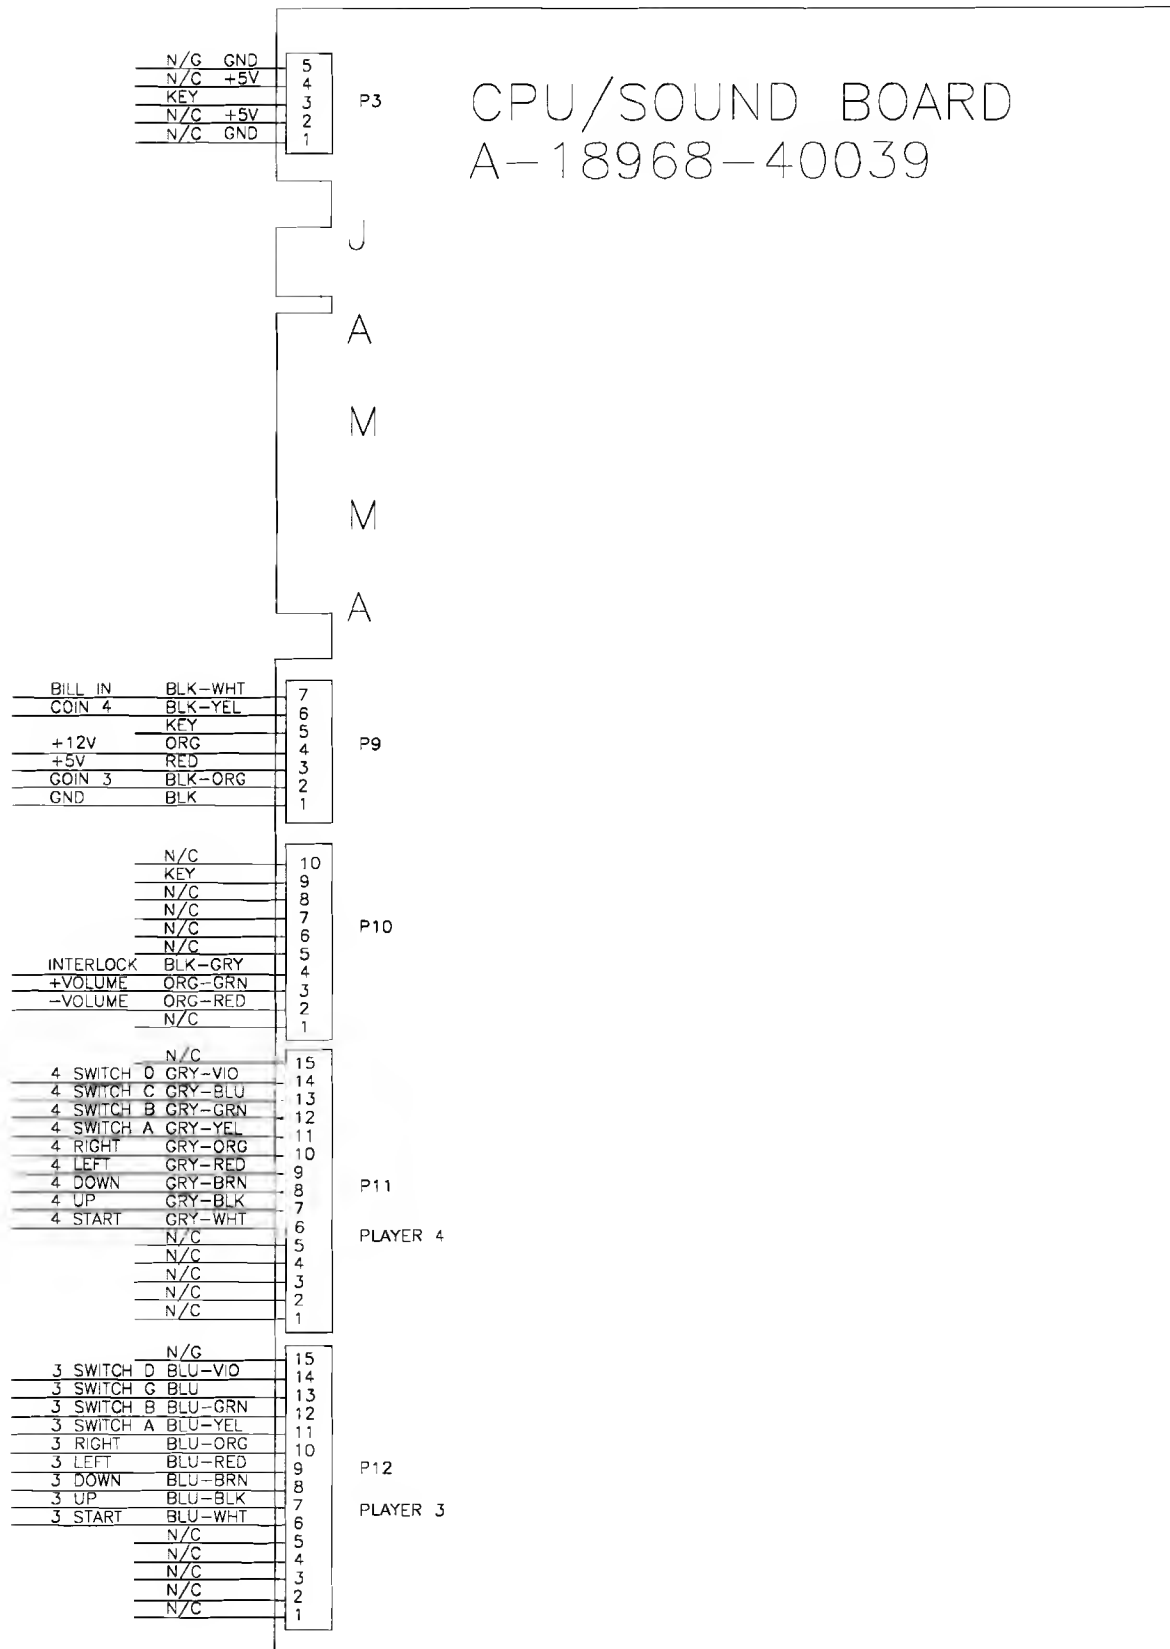 N/G GND 5
N/C +5V 4
KEY 3
N/C +5V 2
N/C GND 1
P3
CPU/SOUND BOARD
A-18968-40039
J
A
M
M
A
BILL IN BLK-WHT 7
COIN 4 BLK-YEL 6
KEY 5
+12V ORG 4
+5V RED 3
GOIN 3 BLK-ORG 2
GND BLK 1
P9
N/C 10
KEY 9
N/C 8
N/C 7
N/C 6
N/C 5
INTERLOCK BLK-GRY 4
+VOLUME ORG-GRN 3
-VOLUME ORG-RED 2
N/C 1
P10
N/C 15
4 SWITCH D GRY-VIO 14
4 SWITCH C GRY-BLU 13
4 SWITCH B GRY-GRN 12
4 SWITCH A GRY-YEL 11
4 RIGHT GRY-ORG 10
4 LEFT GRY-RED 9
4 DOWN GRY-BRN 8
4 UP GRY-BLK 7
4 START GRY-WHT 6
N/C 5
N/C 4
N/C 3
N/C 2
N/C 1
P11
PLAYER 4
N/G 15
3 SWITCH D BLU-VIO 14
3 SWITCH G BLU 13
3 SWITCH B BLU-GRN 12
3 SWITCH A BLU-YEL 11
3 RIGHT BLU-ORG 10
3 LEFT BLU-RED 9
3 DOWN BLU-BRN 8
3 UP BLU-BLK 7
3 START BLU-WHT 6
N/C 5
N/C 4
N/C 3
N/C 2
N/C 1
P12
PLAYER 3